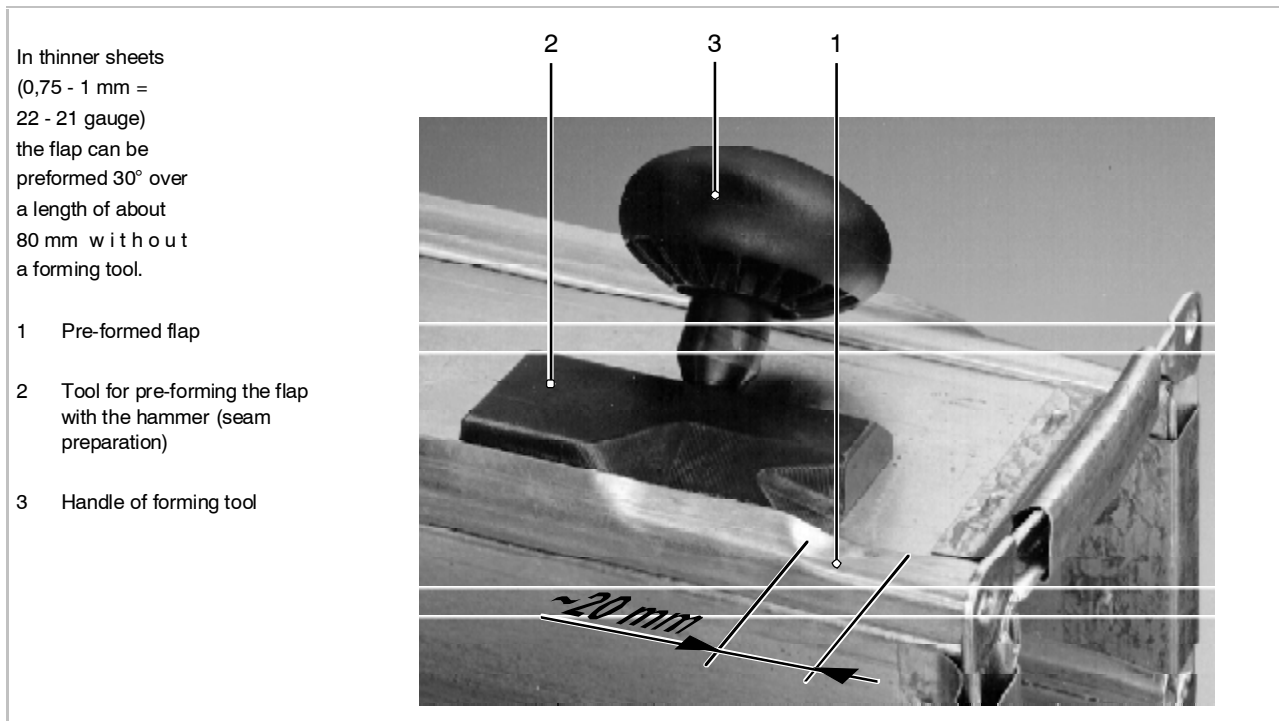 In thinner sheets
(0,75 - 1 mm =
22 - 21 gauge)
the flap can be
preformed 30° over
a length of about
80 mm w i t h o u t
a forming tool.
1 Pre-formed flap
2 Tool for pre-forming the flap
with the hammer (seam
preparation)
3 Handle of forming tool
2 3 1
~20 mm